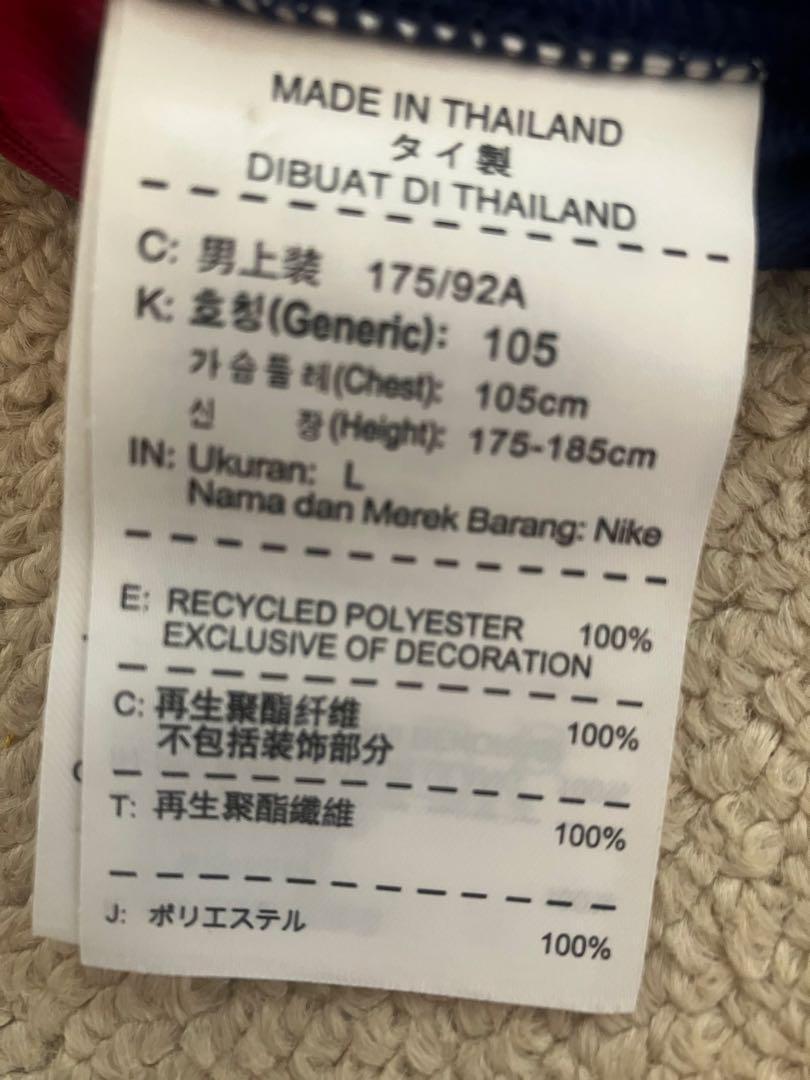 MADE IN THAILAND
タイ製
DIBUAT DI THAILAND
C: 男上装 175/92A
K: 호칭(Generic): 105
가슴둘레(Chest): 105cm
신 장(Height): 175-185cm
IN: Ukuran: L
Nama dan Merek Barang: Nike
E: RECYCLED POLYESTER 100%
EXCLUSIVE OF DECORATION
C: 再生聚酯纤维 100%
不包括装饰部分
T: 再生聚酯纖維 100%
J: ポリエステル 100%